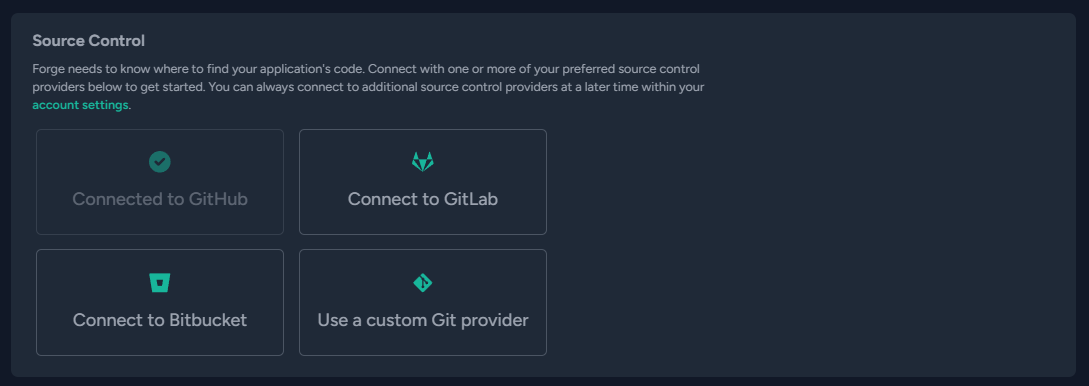 Source Control
Forge needs to know where to find your application's code. Connect with one or more of your preferred source control
providers below to get started. You can always connect to additional source control providers at a later time within your
account settings.
Connected to GitHub
Connect to GitLab
Connect to Bitbucket
Use a custom Git provider